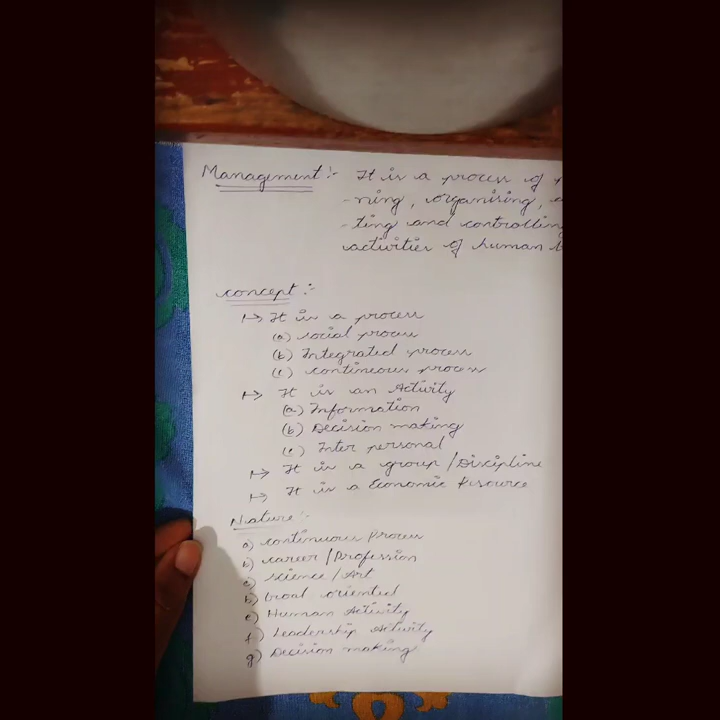 Management :- It is a process of
-ning, organising,
-ting and controlling
activities of human
concept :-
↦ It is a process
(a) social process
(b) Integrated process
(c) continuous process
↦ It is an Activity
(a) Information
(b) Decision making
(c) Inter personal
↦ It is a group/Discipline
↦ It is a Economic Resource
Nature :-
a) continuous Process
b) career/Profession
c) science/Art
D) Goal oriented
e) Human Activity
f) Leadership Activity
g) Decision making